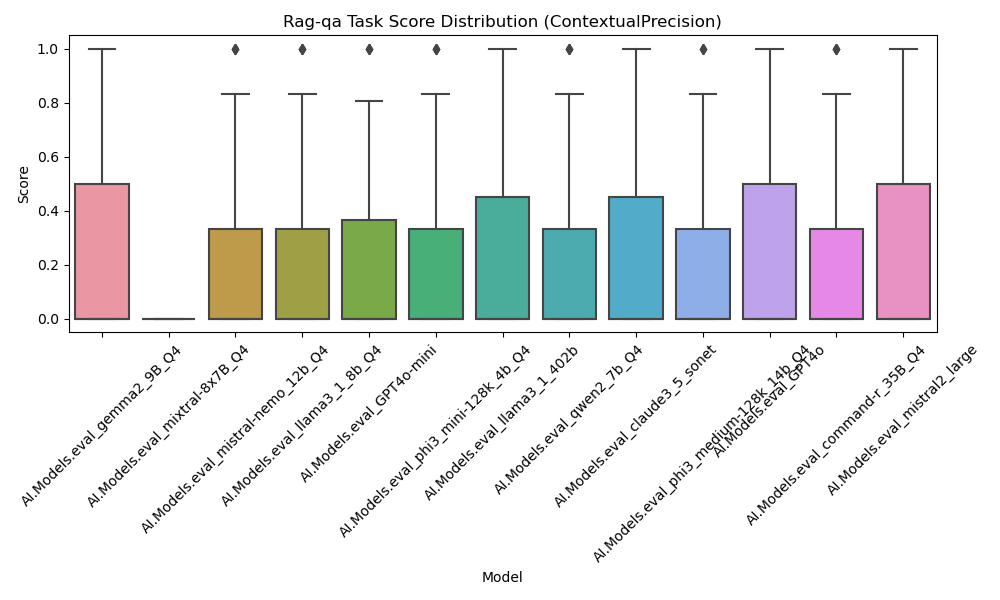 Rag-qa Task Score Distribution (ContextualPrecision)
Score
1.0
0.8
0.6
0.4
0.2
0.0
AI.Models.eval_gemma2_9B_Q4
AI.Models.eval_mixtral-8x7B_Q4
AI.Models.eval_mistral-nemo_12b_Q4
AI.Models.eval_llama3_1_8b_Q4
AI.Models.eval_GPT4o-mini
AI.Models.eval_phi3_mini-128k_4b_Q4
AI.Models.eval_llama3_1_402b
AI.Models.eval_qwen2_7b_Q4
AI.Models.eval_claude3_5_sonet
AI.Models.eval_phi3_medium-128k_14b_Q4
AI.Models.eval_GPT4o
AI.Models.eval_command-r_35B_Q4
AI.Models.eval_mistral2_large
Model